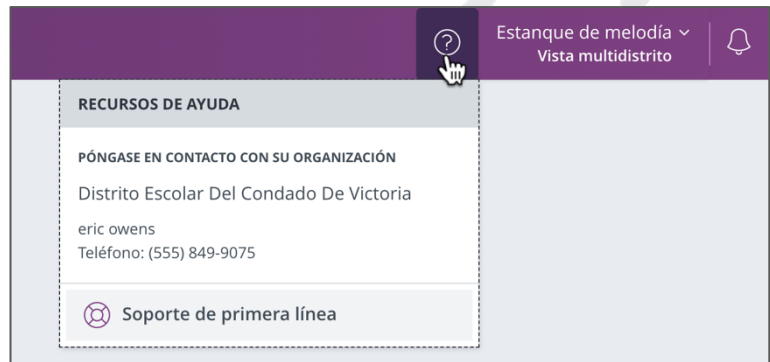 Estanque de melodía
Vista multidistrito
RECURSOS DE AYUDA
PÓNGASE EN CONTACTO CON SU ORGANIZACIÓN
Distrito Escolar Del Condado De Victoria
eric owens
Teléfono: (555) 849-9075
Soporte de primera línea